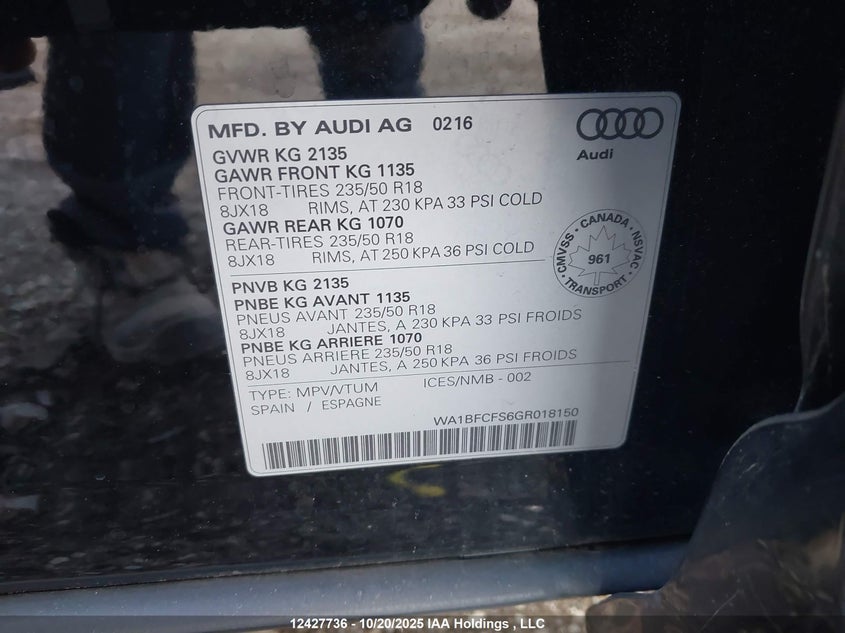 MFD. BY AUDI AG 0216
Audi
GVWR KG 2135
GAWR FRONT KG 1135
FRONT-TIRES 235/50 R18
8JX18 RIMS, AT 230 KPA 33 PSI COLD
GAWR REAR KG 1070
REAR-TIRES 235/50 R18
8JX18 RIMS, AT 250 KPA 36 PSI COLD
CMVSS - CANADA - NSVAC
961
TRANSPORT
PNVB KG 2135
PNBE KG AVANT 1135
PNEUS AVANT 235/50 R18
8JX18 JANTES, A 230 KPA 33 PSI FROIDS
PNBE KG ARRIERE 1070
PNEUS ARRIERE 235/50 R18
8JX18 JANTES, A 250 KPA 36 PSI FROIDS
TYPE: MPV/VTUM ICES/NMB - 002
SPAIN / ESPAGNE
WA1BFCFS6GR018150
12427736 - 10/20/2025 IAA Holdings , LLC